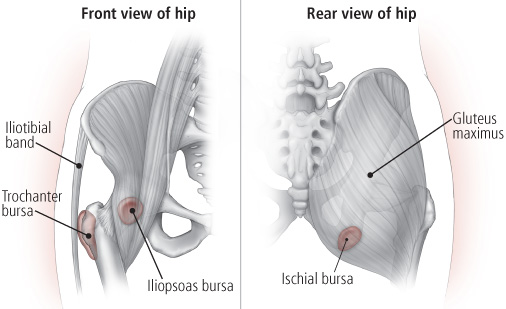 Front view of hip
Rear view of hip
Iliotibial
band
Trochanter
bursa
Iliopsoas bursa
Gluteus
maximus
Ischial bursa